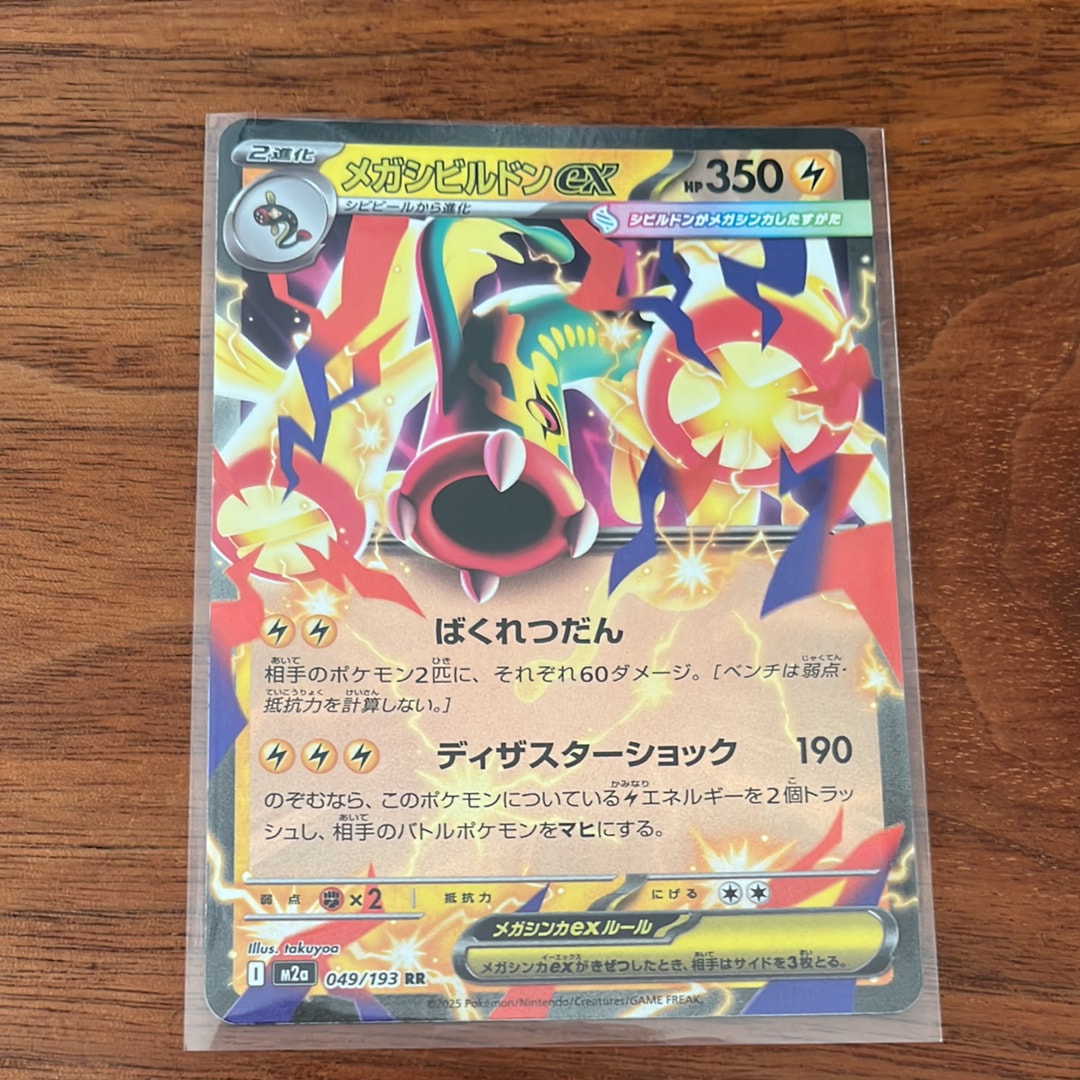 2進化 メガシビルドンex HP350
シビビールから進化
シビルドンがメガシンカしたすがた
ばくれつだん
相手のポケモン2匹に、それぞれ60ダメージ。[ベンチは弱点・
抵抗力を計算しない。]
ディザスターショック 190
のぞむなら、このポケモンについているエネルギーを2個トラッ
シュし、相手のバトルポケモンをマヒにする。
弱点 ×2 抵抗力 にげる
メガシンカexルール
メガシンカexがきぜつしたとき、相手はサイドを3枚とる。
Illus. takuyoa
I m2a 049/193 RR
©2025 Pokémon/Nintendo/Creatures/GAME FREAK.